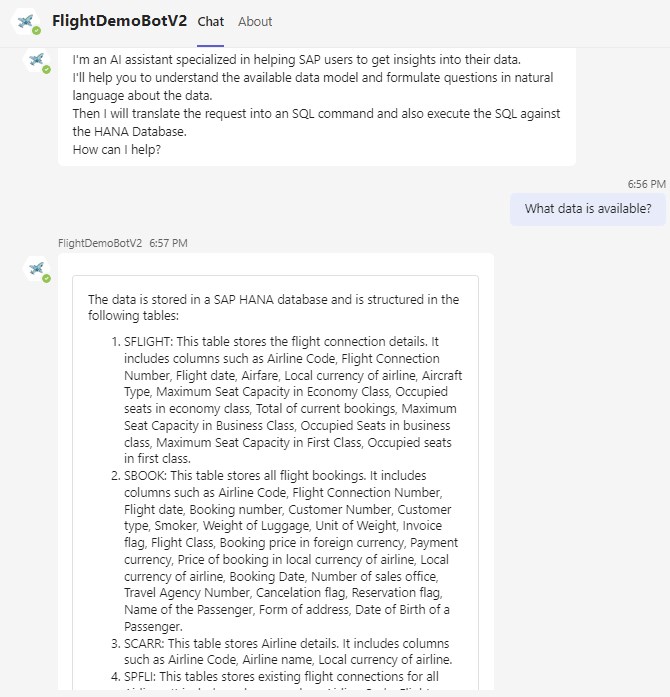 FlightDemoBotV2 Chat About
I'm an AI assistant specialized in helping SAP users to get insights into their data.
I'll help you to understand the available data model and formulate questions in natural
language about the data.
Then I will translate the request into an SQL command and also execute the SQL against
the HANA Database.
How can I help?
6:56 PM
What data is available?
FlightDemoBotV2 6:57 PM
The data is stored in a SAP HANA database and is structured in the
following tables:
1. SFLIGHT: This table stores the flight connection details. It
includes columns such as Airline Code, Flight Connection
Number, Flight date, Airfare, Local currency of airline, Aircraft
Type, Maximum Seat Capacity in Economy Class, Occupied
seats in economy class, Total of current bookings, Maximum
Seat Capacity in Business Class, Occupied Seats in business
class, Maximum Seat Capacity in First Class, Occupied seats
in first class.
2. SBOOK: This table stores all flight bookings. It includes
columns such as Airline Code, Flight Connection Number,
Flight date, Booking number, Customer Number, Customer
type, Smoker, Weight of Luggage, Unit of Weight, Invoice
flag, Flight Class, Booking price in foreign currency, Payment
currency, Price of booking in local currency of airline, Local
currency of airline, Booking Date, Number of sales office,
Travel Agency Number, Cancelation flag, Reservation flag,
Name of the Passenger, Form of address, Date of Birth of a
Passenger.
3. SCARR: This table stores Airline details. It includes columns
such as Airline Code, Airline name, Local currency of airline.
4. SPFLI: This tables stores existing flight connections for all